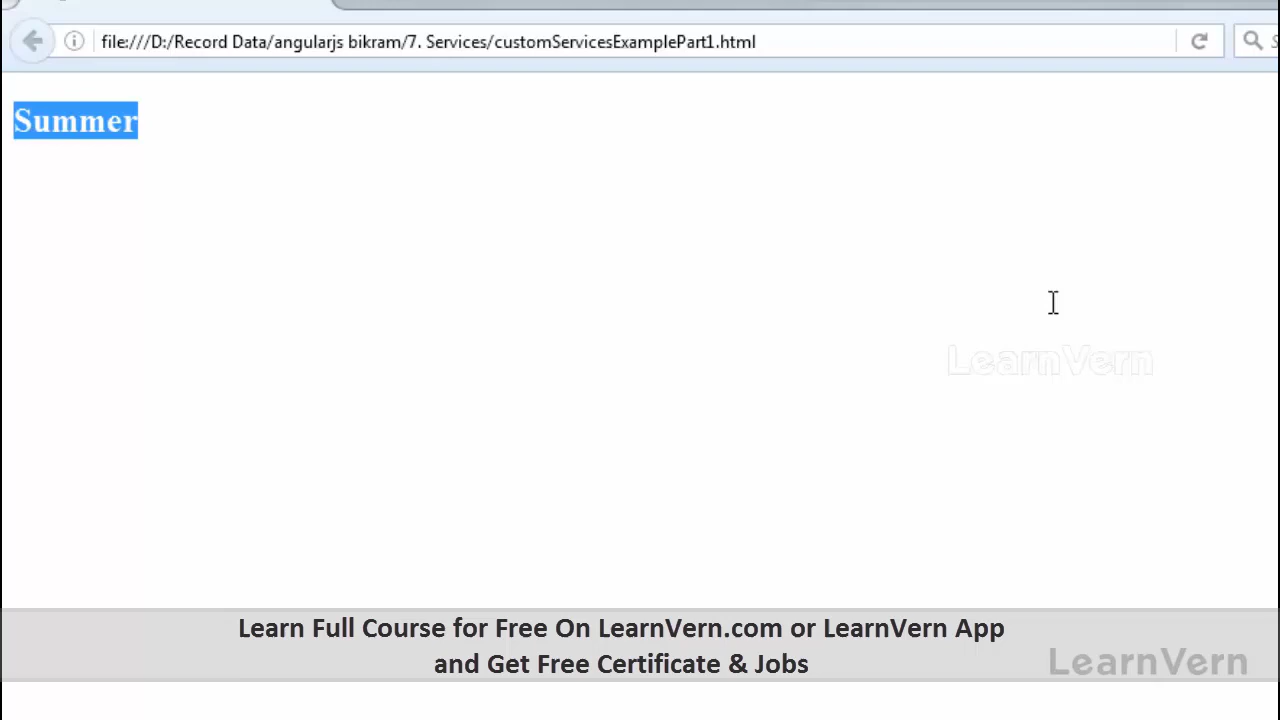 file:///D:/Record Data/angularjs bikram/7. Services/customServicesExamplePart1.html
Summer
LearnVern
Learn Full Course for Free On LearnVern.com or LearnVern App
and Get Free Certificate & Jobs
LearnVern